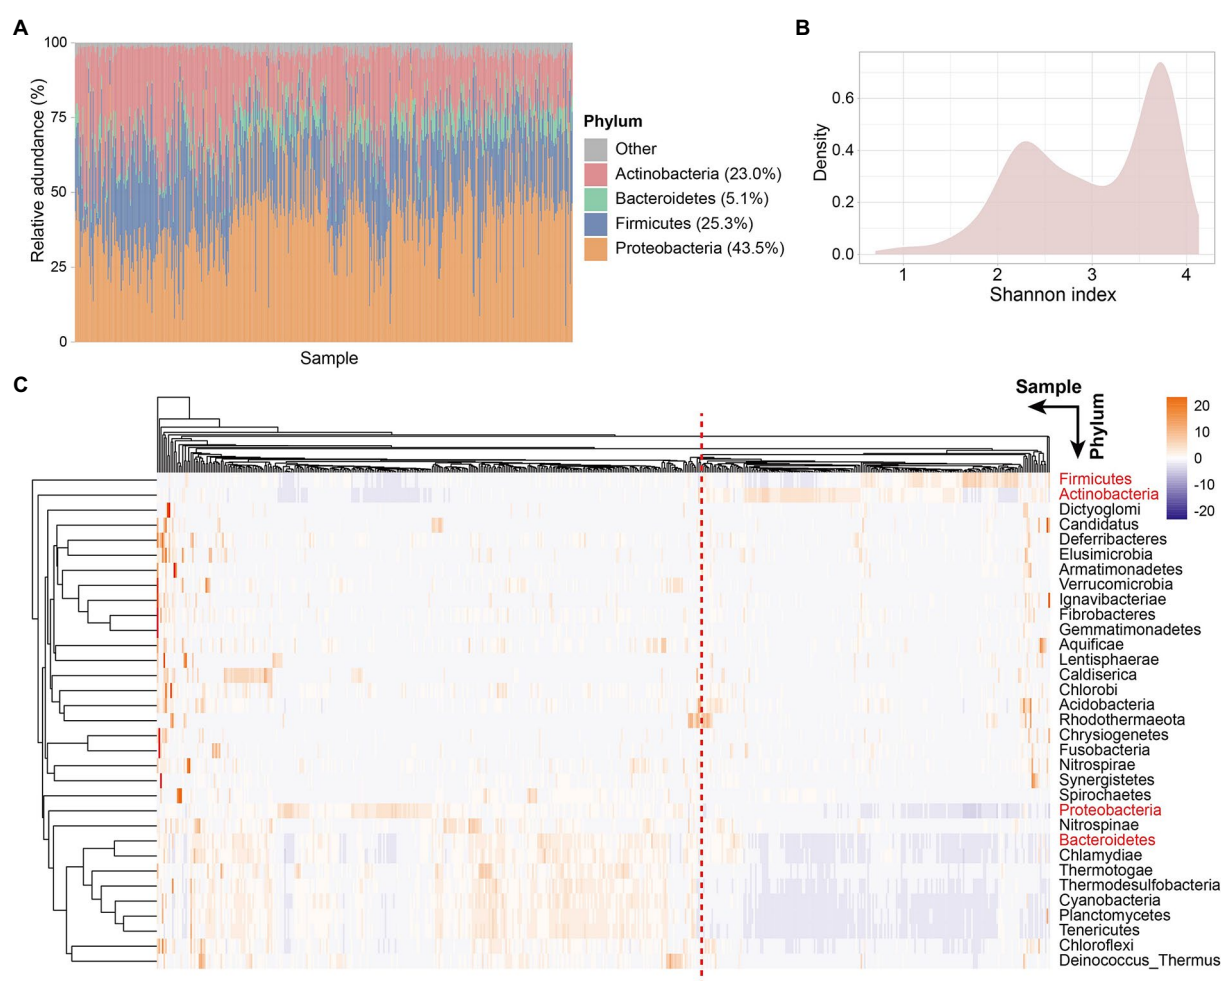 A
100
75
50
25
0
Relative abundance (%)
Sample
Phylum
Other
Actinobacteria (23.0%)
Bacteroidetes (5.1%)
Firmicutes (25.3%)
Proteobacteria (43.5%)
B
0.6
0.4
0.2
0.0
Density
1 2 3 4
Shannon index
C
Sample
Phylum
20
10
0
-10
-20
Firmicutes
Actinobacteria
Dictyoglomi
Candidatus
Deferribacteres
Elusimicrobia
Armatimonadetes
Verrucomicrobia
Ignavibacteriae
Fibrobacteres
Gemmatimonadetes
Aquificae
Lentisphaerae
Caldiserica
Chlorobi
Acidobacteria
Rhodothermaeota
Chrysiogenetes
Fusobacteria
Nitrospirae
Synergistetes
Spirochaetes
Proteobacteria
Nitrospinae
Bacteroidetes
Chlamydiae
Thermotogae
Thermodesulfobacteria
Cyanobacteria
Planctomycetes
Tenericutes
Chloroflexi
Deinococcus_Thermus